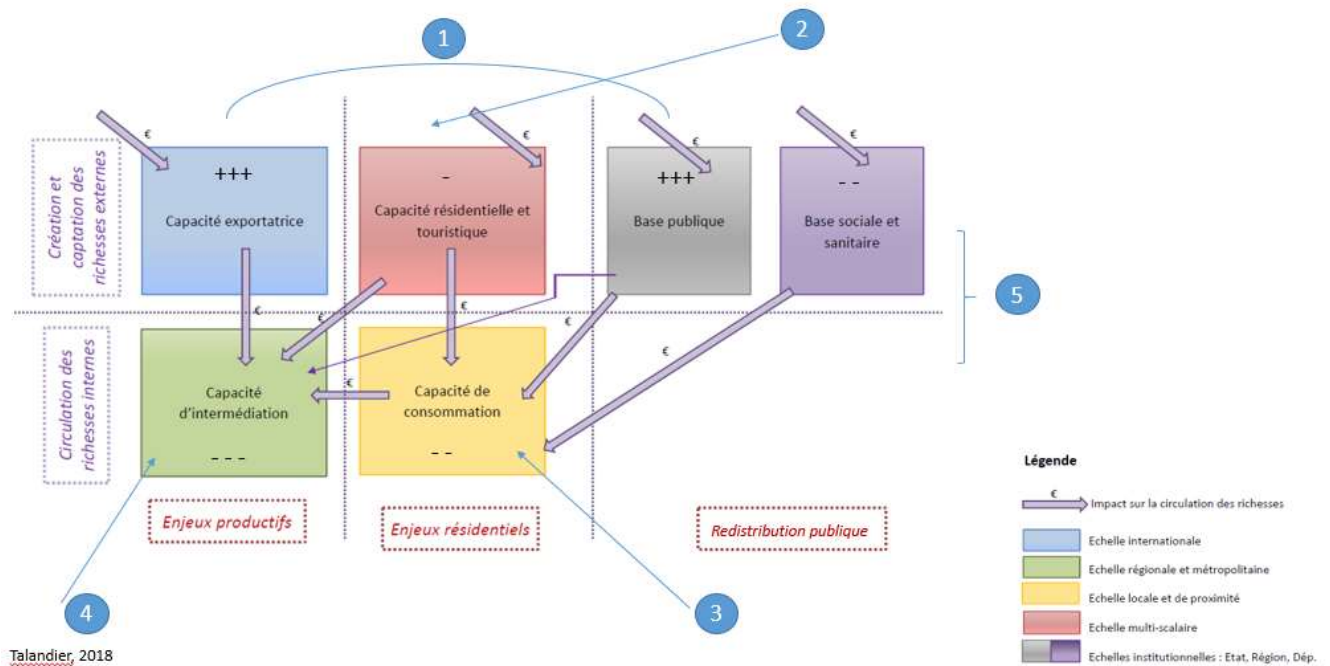 1
2
€
€
€
€
Création et
captation des
richesses externes
+++
Capacité exportatrice
-
Capacité résidentielle et
touristique
+++
Base publique
- -
Base sociale et
sanitaire
5
€
€
€
€
€
€
Circulation des
richesses internes
Capacité
d'intermédiation
- - -
Capacité de
consommation
- -
Enjeux productifs
Enjeux résidentiels
Redistribution publique
4
3
Talandier, 2018
Légende
€
Impact sur la circulation des richesses
Echelle internationale
Echelle régionale et métropolitaine
Echelle locale et de proximité
Echelle multi-scalaire
Echelles institutionnelles : Etat, Région, Dép.